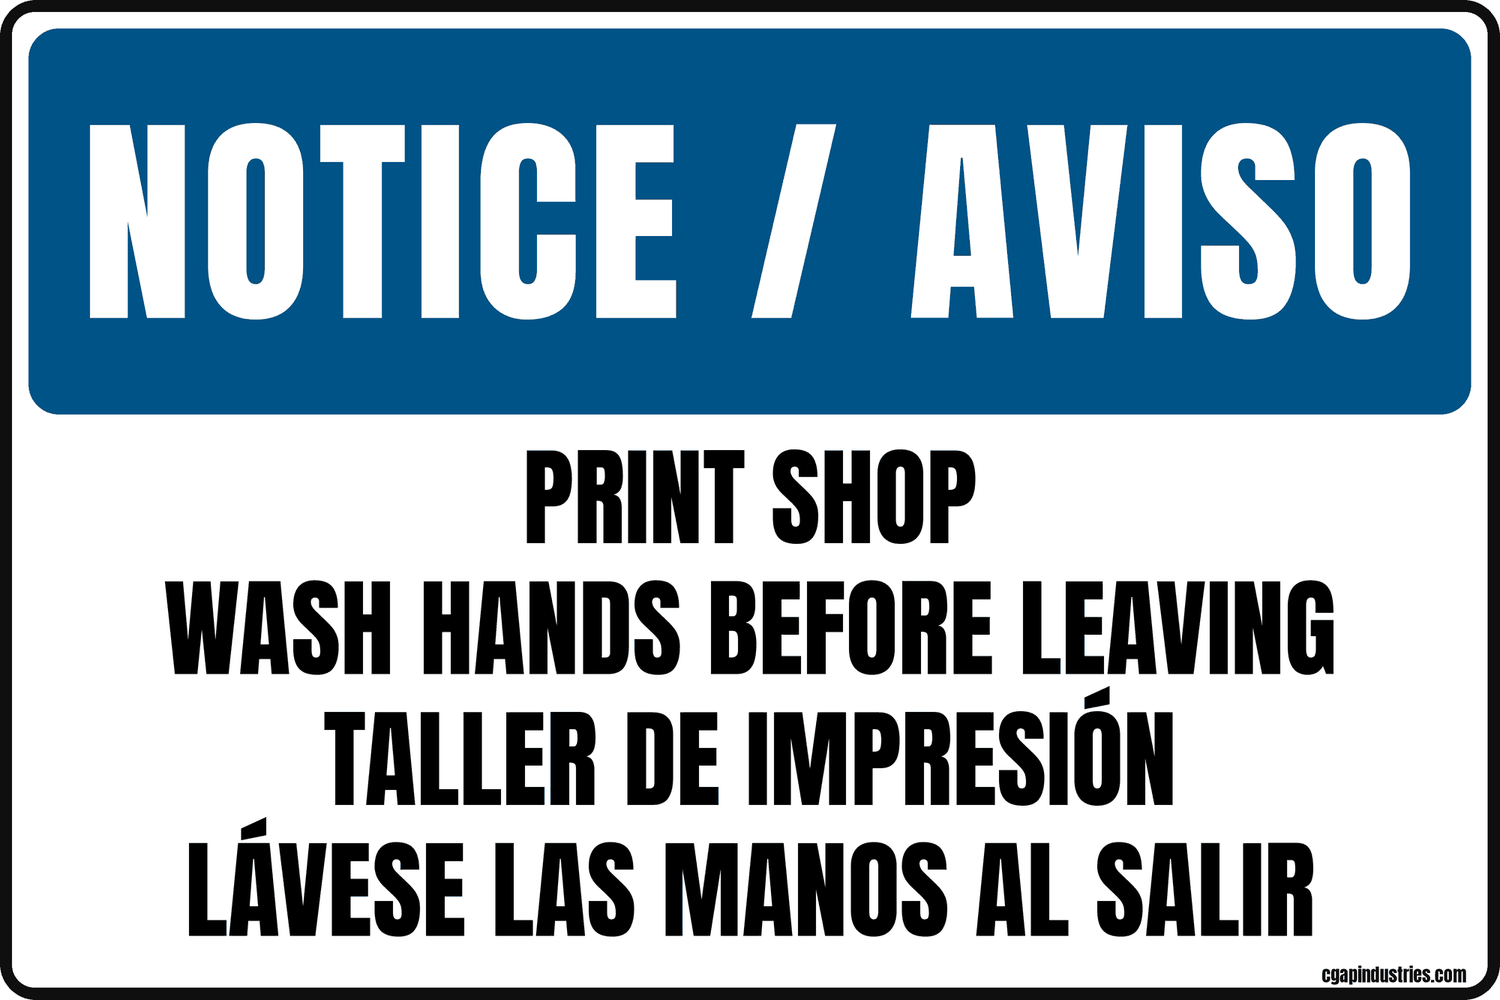 NOTICE / AVISO
PRINT SHOP
WASH HANDS BEFORE LEAVING
TALLER DE IMPRESIÓN
LÁVESE LAS MANOS AL SALIR
cgapindustries.com